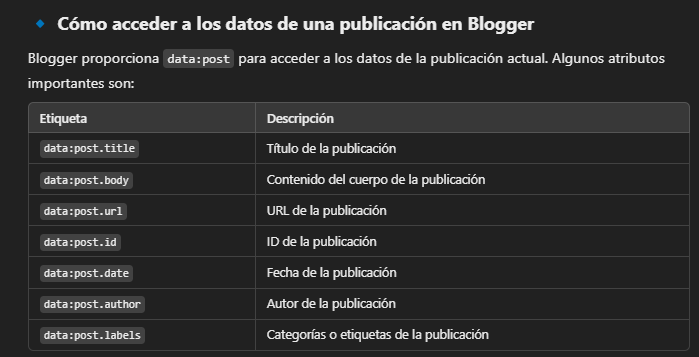 Cómo acceder a los datos de una publicación en Blogger
Blogger proporciona data:post para acceder a los datos de la publicación actual. Algunos atributos
importantes son:
Etiqueta Descripción
data:post.title Título de la publicación
data:post.body Contenido del cuerpo de la publicación
data:post.url URL de la publicación
data:post.id ID de la publicación
data:post.date Fecha de la publicación
data:post.author Autor de la publicación
data:post.labels Categorías o etiquetas de la publicación